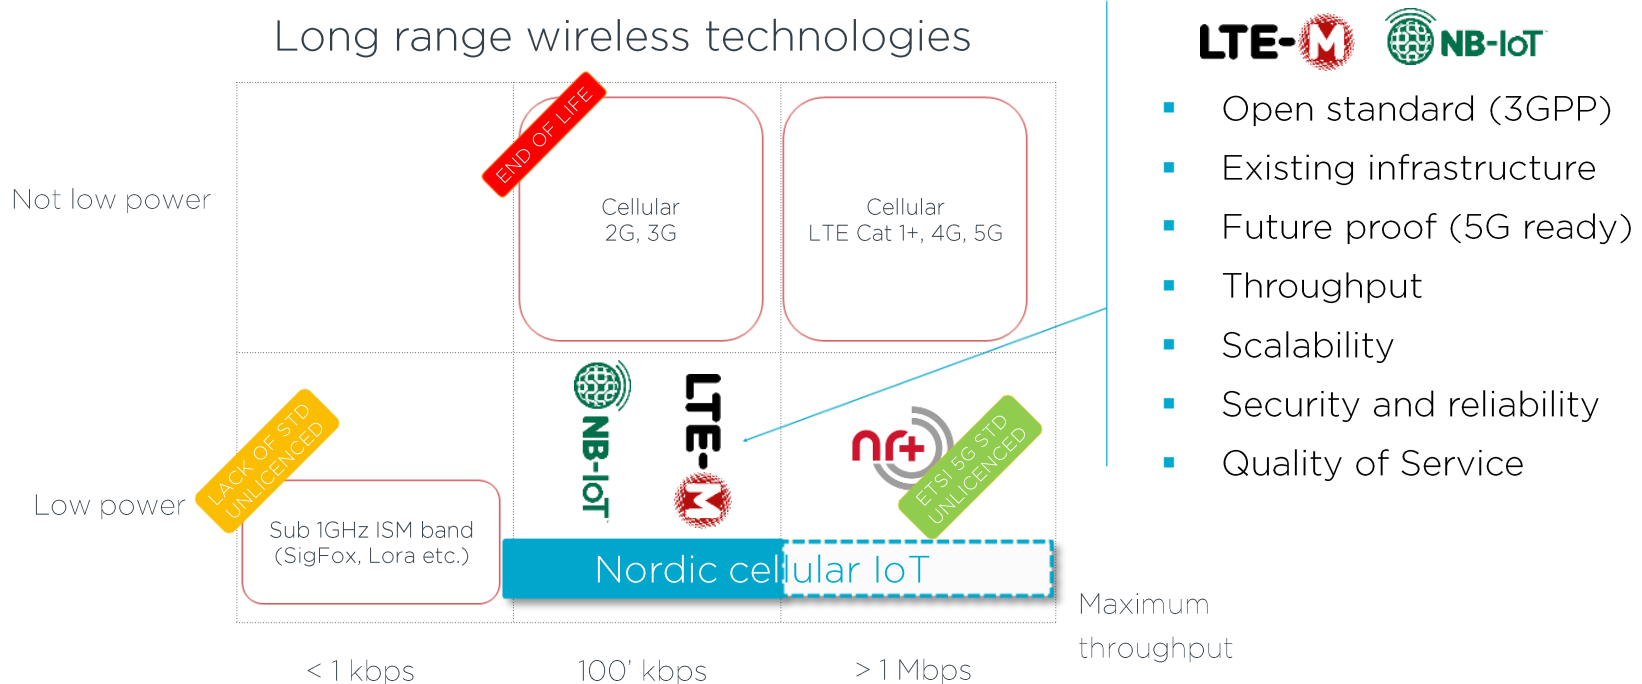 Long range wireless technologies
Not low power
END OF LIFE
Cellular
2G, 3G
Cellular
LTE Cat 1+, 4G, 5G
Low power
LACK OF STD
UNLICENCED
Sub 1GHz ISM band
(SigFox, Lora etc.)
NB-IoT
LTE-M
nr+
ETSI 5G STD
UNLICENCED
Nordic cellular IoT
< 1 kbps
100' kbps
> 1 Mbps
Maximum
throughput
LTE-M
NB-IoT
▪ Open standard (3GPP)
▪ Existing infrastructure
▪ Future proof (5G ready)
▪ Throughput
▪ Scalability
▪ Security and reliability
▪ Quality of Service